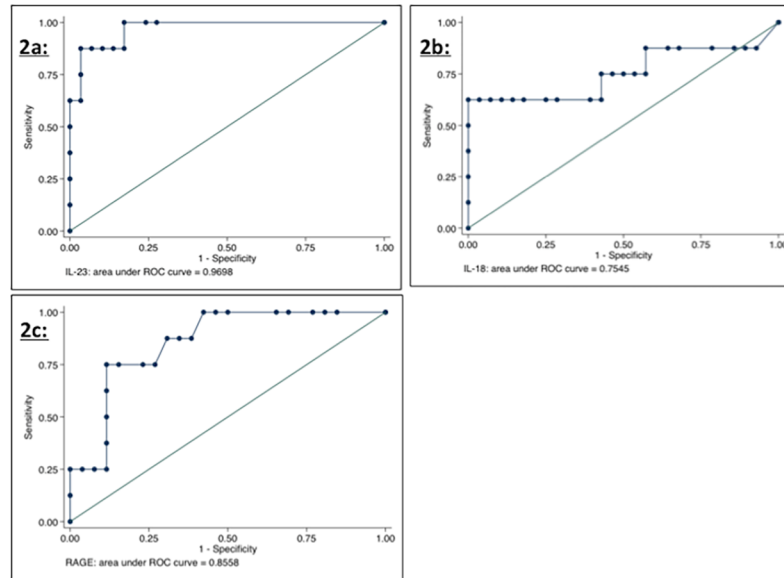 2a:
1.00
0.75
0.50
0.25
0.00
Sensitivity
0.00 0.25 0.50 0.75 1.00
1 - Specificity
IL-23: area under ROC curve = 0.9698
2b:
1.00
0.75
0.50
0.25
0.00
Sensitivity
0.00 0.25 0.50 0.75 1.00
1 - Specificity
IL-18: area under ROC curve = 0.7545
2c:
1.00
0.75
0.50
0.25
0.00
Sensitivity
0.00 0.25 0.50 0.75 1.00
1 - Specificity
RAGE: area under ROC curve = 0.8558